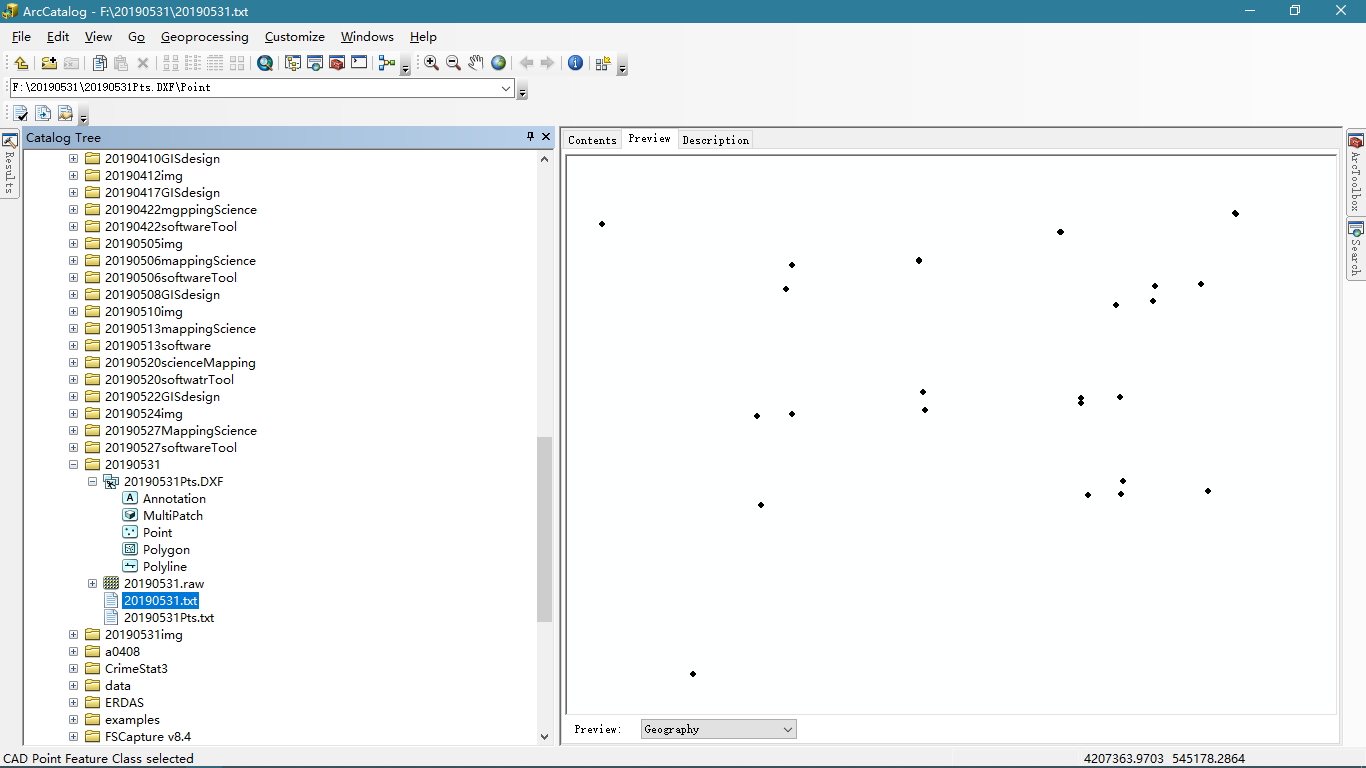 ArcCatalog - F:\20190531\20190531.txt
File Edit View Go Geoprocessing Customize Windows Help
F:\20190531\20190531Pts.DXF\Point
Results
Catalog Tree
20190410GISdesign
20190412img
20190417GISdesign
20190422mgppingScience
20190422softwareTool
20190505img
20190506mappingScience
20190506softwareTool
20190508GISdesign
20190510img
20190513mappingScience
20190513software
20190520scienceMapping
20190520softwatrTool
20190522GISdesign
20190524img
20190527MappingScience
20190527softwareTool
20190531
20190531Pts.DXF
A Annotation
MultiPatch
Point
Polygon
Polyline
20190531.raw
20190531.txt
20190531Pts.txt
20190531img
a0408
CrimeStat3
data
ERDAS
examples
FSCapture v8.4
Contents Preview Description
Preview: Geography
ArcToolbox
Search
CAD Point Feature Class selected
4207363.9703 545178.2864